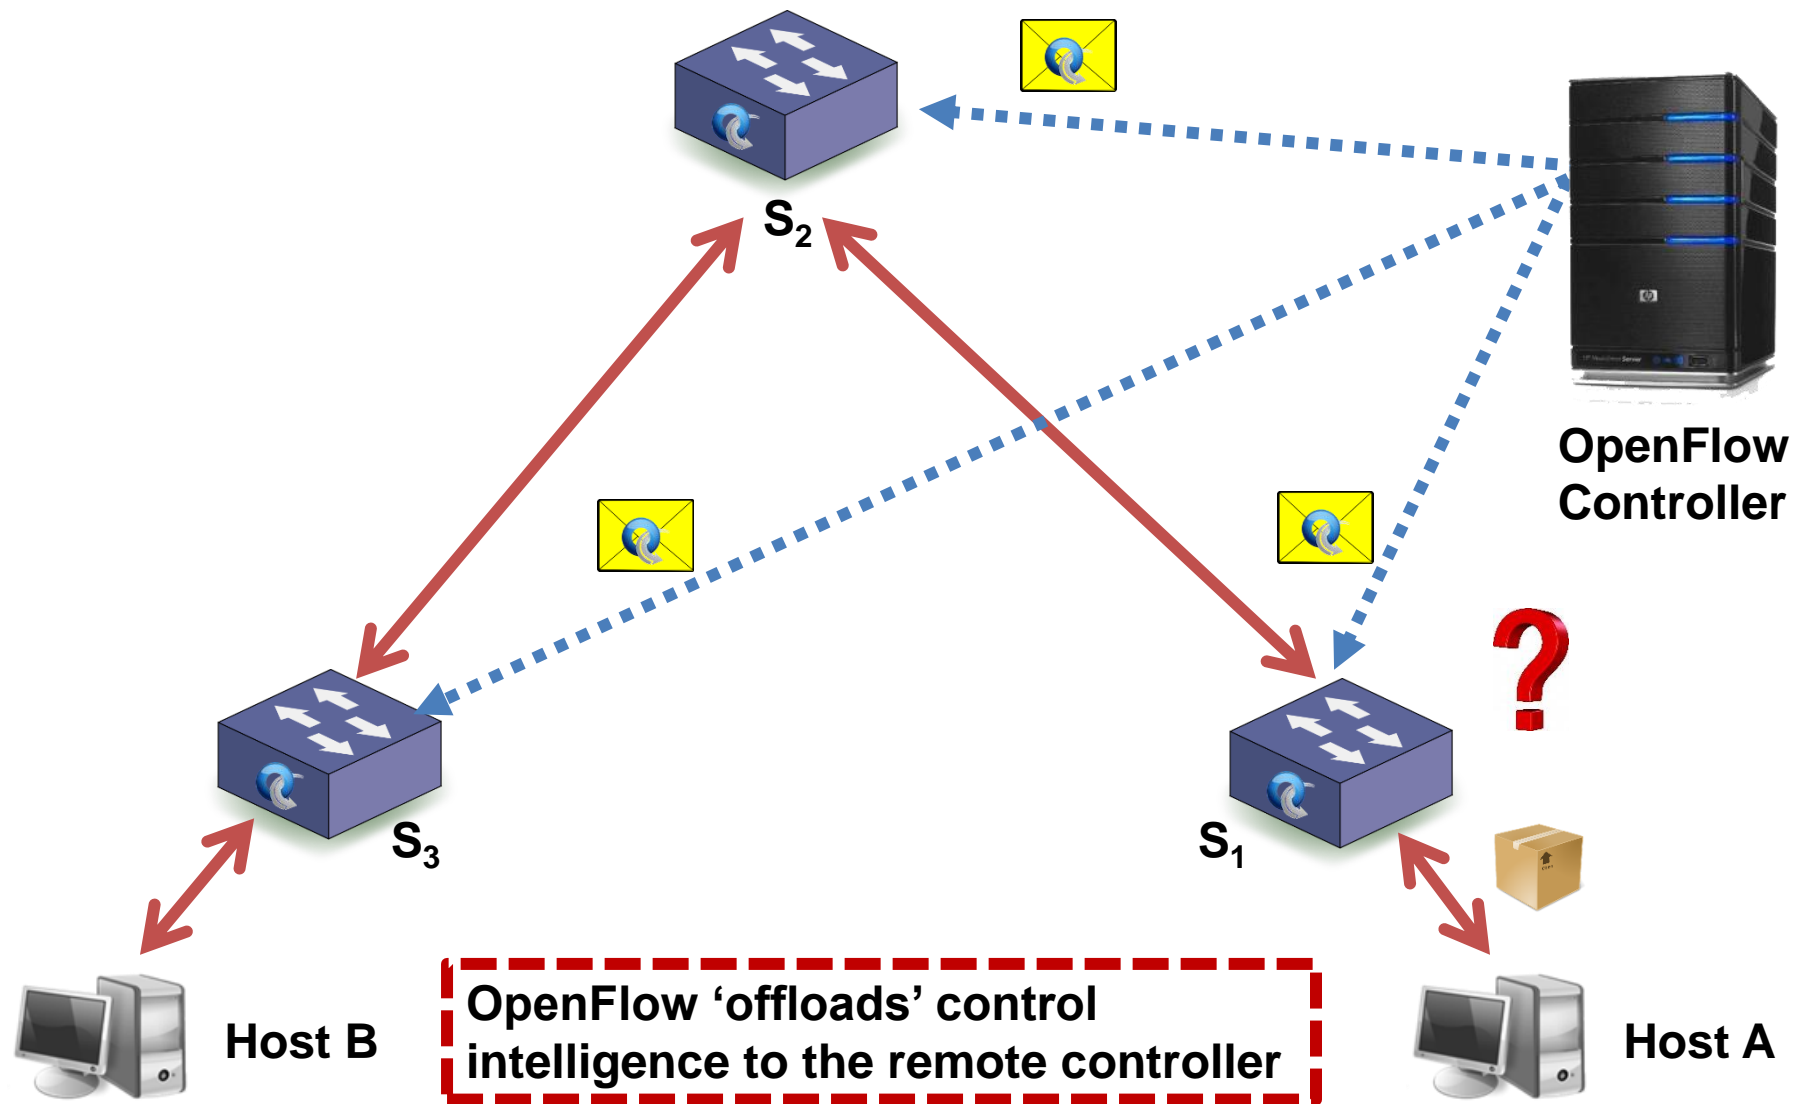 S2
OpenFlow
Controller
S3
S1
Host B
OpenFlow ‘offloads’ control
intelligence to the remote controller
Host A